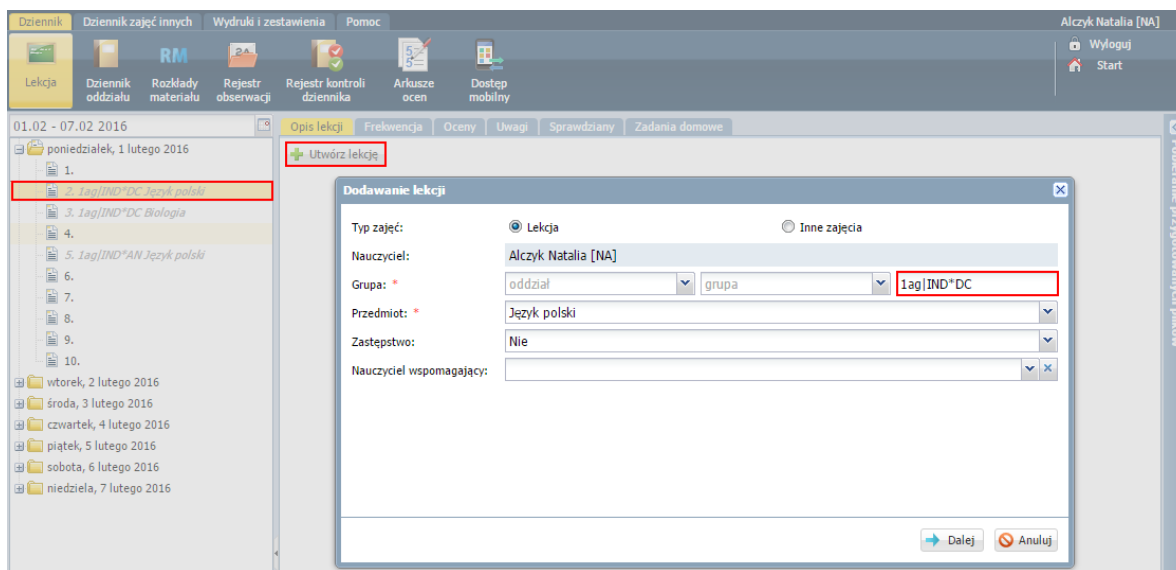 Dziennik Dziennik zajęć innych Wydruki i zestawienia Pomoc Alczyk Natalia [NA]
Lekcja
Dziennik oddziału
RM Rozkłady materiału
Rejestr obserwacji
Rejestr kontroli dziennika
Arkusze ocen
Dostęp mobilny
Wyloguj
Start
01.02 - 07.02 2016
poniedziałek, 1 lutego 2016
1.
2. 1ag|IND*DC Język polski
3. 1ag|IND*DC Biologia
4.
5. 1ag|IND*AN Język polski
6.
7.
8.
9.
10.
wtorek, 2 lutego 2016
środa, 3 lutego 2016
czwartek, 4 lutego 2016
piątek, 5 lutego 2016
sobota, 6 lutego 2016
niedziela, 7 lutego 2016
Opis lekcji Frekwencja Oceny Uwagi Sprawdziany Zadania domowe
Utwórz lekcję
Dodawanie lekcji
Typ zajęć: Lekcja Inne zajęcia
Nauczyciel: Alczyk Natalia [NA]
Grupa: * oddział grupa 1ag|IND*DC
Przedmiot: * Język polski
Zastępstwo: Nie
Nauczyciel wspomagający:
Dalej Anuluj
Pobieranie przygotowanych plików